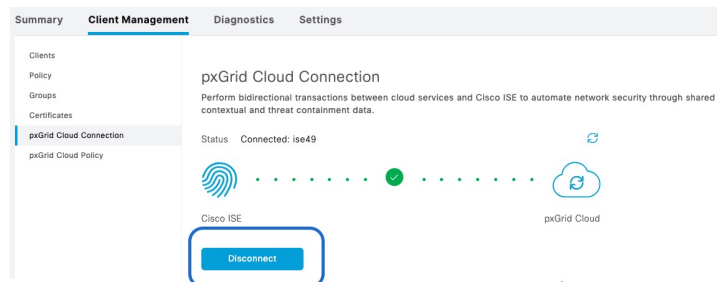 Summary Client Management Diagnostics Settings
Clients
Policy
Groups
Certificates
pxGrid Cloud Connection
pxGrid Cloud Policy
pxGrid Cloud Connection
Perform bidirectional transactions between cloud services and Cisco ISE to automate network security through shared
contextual and threat containment data.
Status Connected: ise49
Cisco ISE pxGrid Cloud
Disconnect